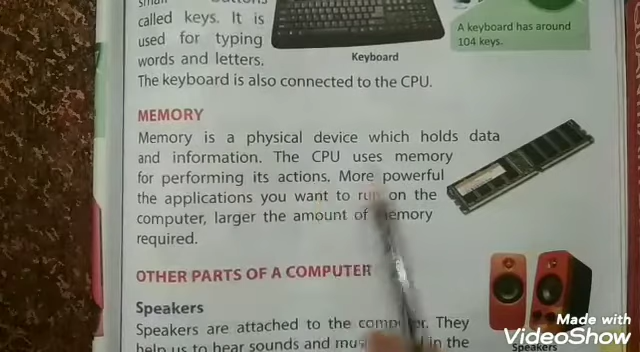 called keys. It is
used for typing
words and letters.
The keyboard is also connected to the CPU.
Keyboard
A keyboard has around
104 keys.
MEMORY
Memory is a physical device which holds data
and information. The CPU uses memory
for performing its actions. More powerful
the applications you want to run on the
computer, larger the amount of memory
required.
OTHER PARTS OF A COMPUTER
Speakers
Speakers are attached to the computer. They
help us to hear sounds and in the
Speakers
Made with
VideoShow